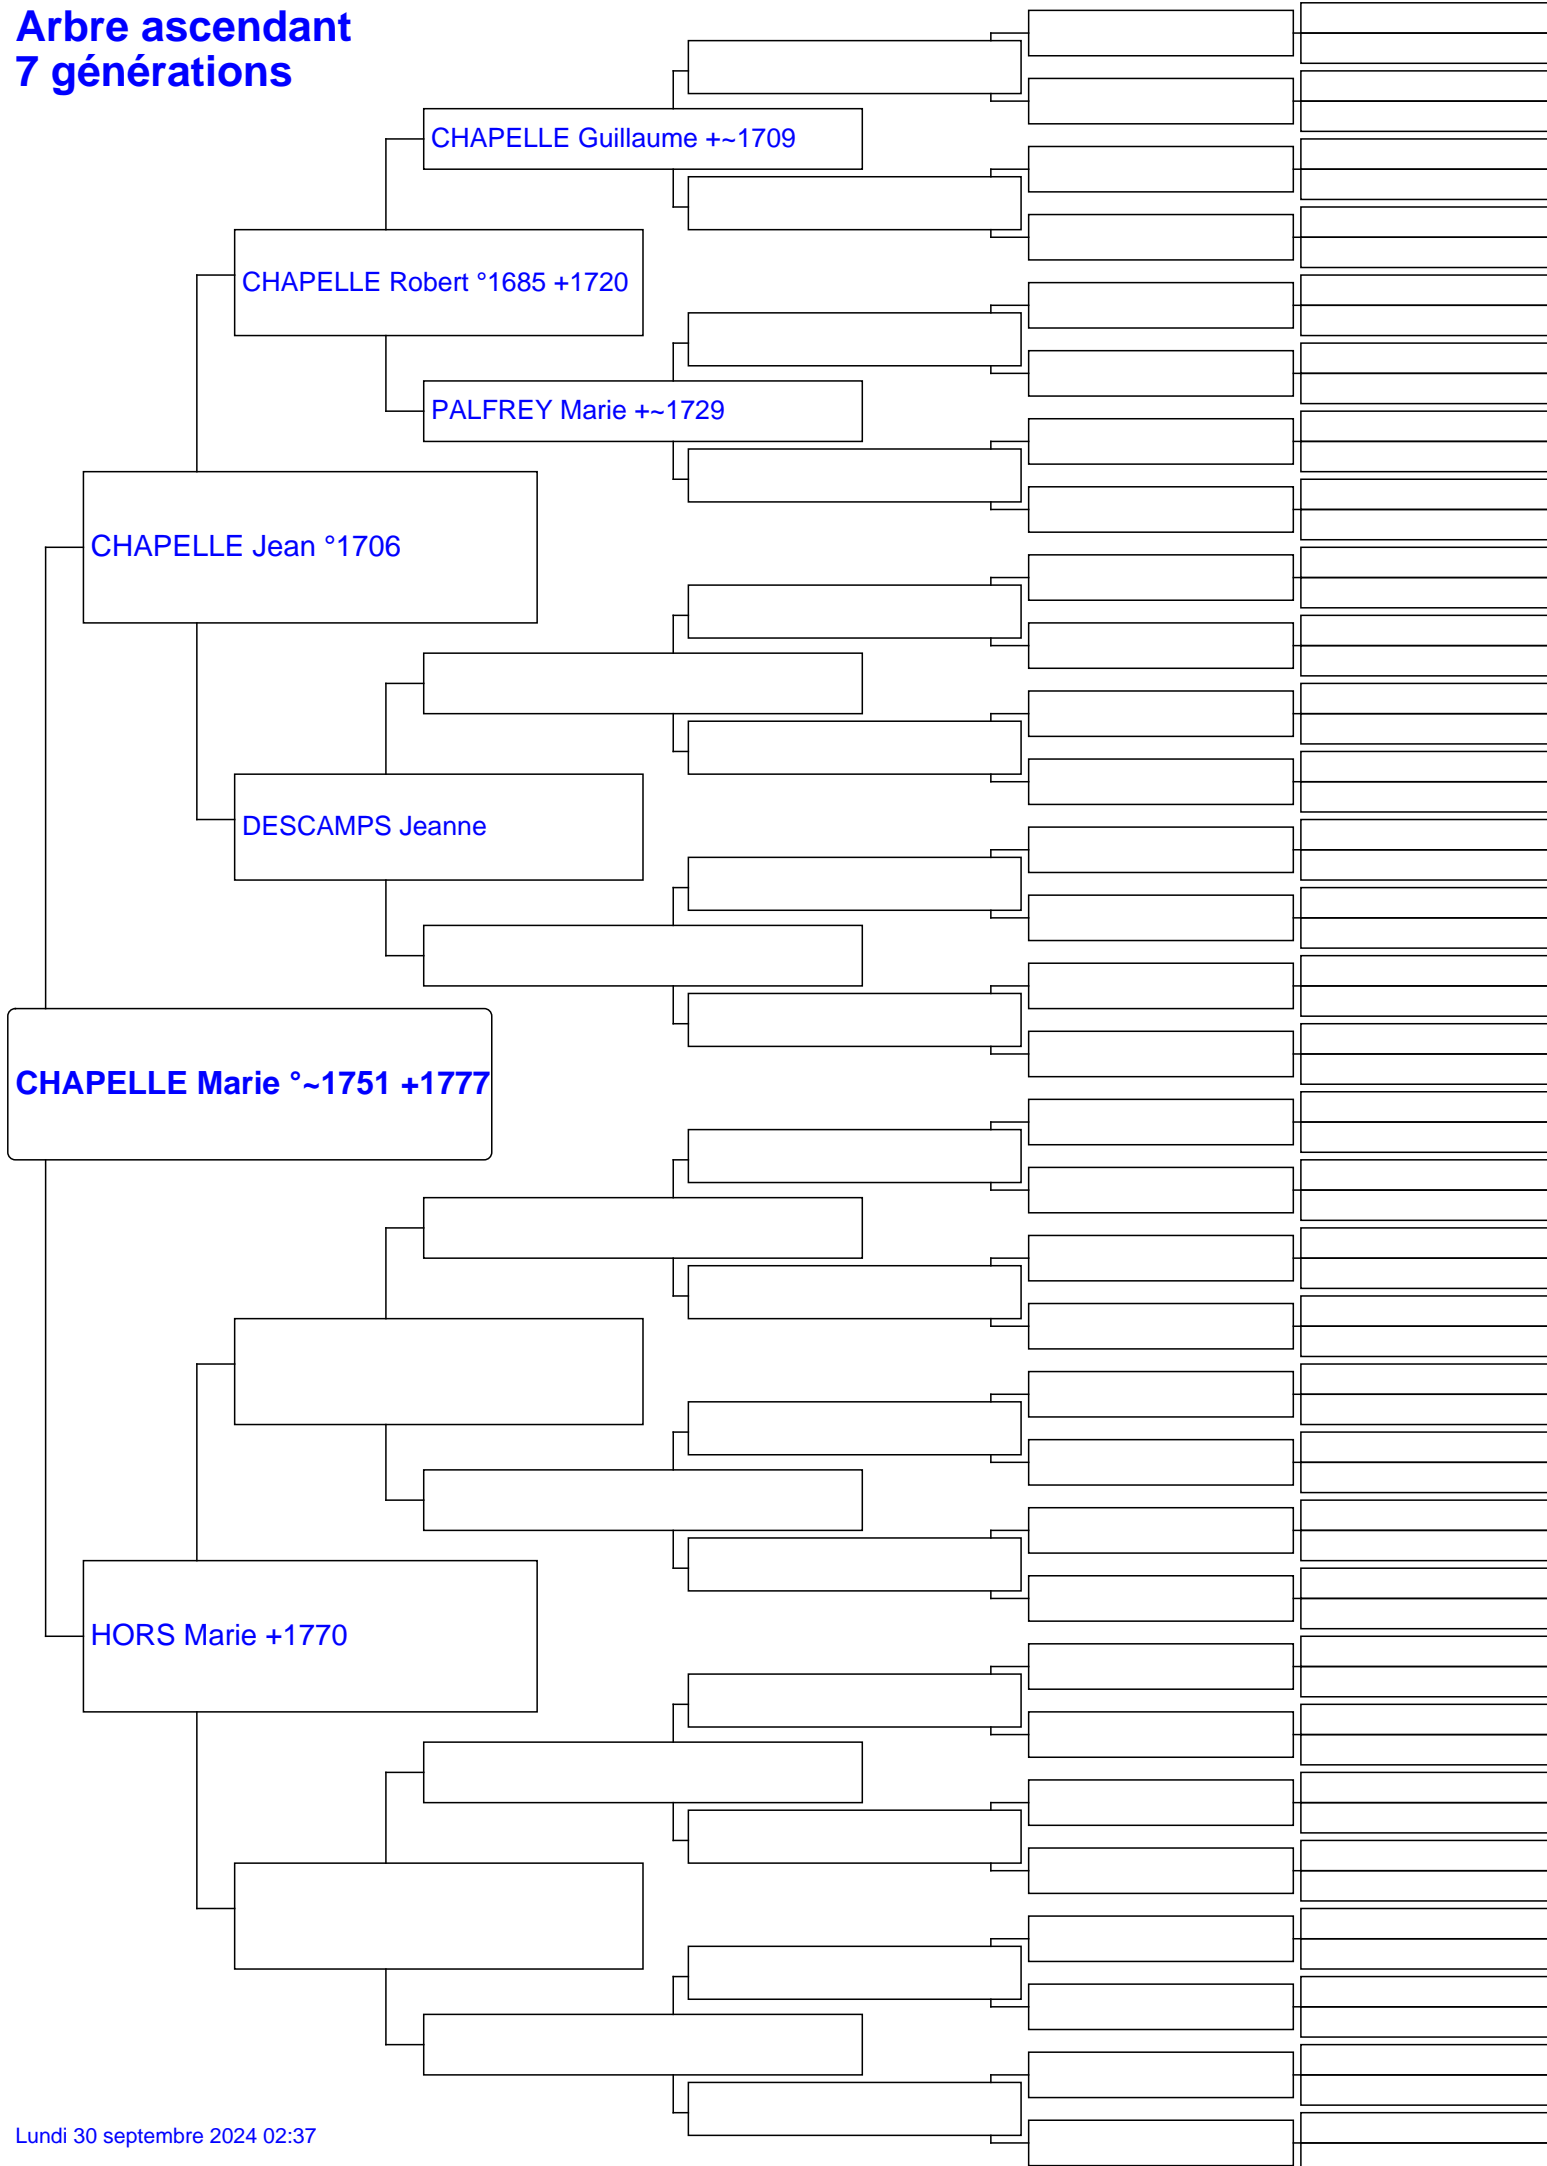 Arbre ascendant
7 générations
CHAPELLE Guillaume +~1709
CHAPELLE Robert °1685 +1720
PALFREY Marie +~1729
CHAPELLE Jean °1706
DESCAMPS Jeanne
CHAPELLE Marie °~1751 +1777
HORS Marie +1770
Lundi 30 septembre 2024 02:37